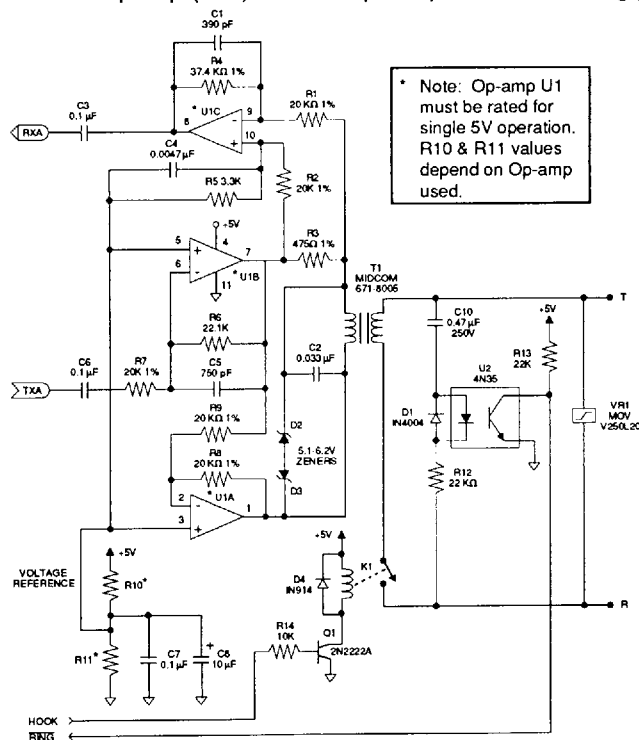 C1
390 pF
R4
37.4 KΩ 1%
R1
20 KΩ 1%
* Note: Op-amp U1
must be rated for
single 5V operation.
R10 & R11 values
depend on Op-amp
used.
RXA
C3
0.1 µF
8
* U1C
9
10
C4
0.0047 µF
R5 3.3K
R2
20K 1%
+5V
R3
475Ω 1%
5
6
4
7
11
* U1B
T1
MIDCOM
671-8005
R6
22.1K
C2
0.033 µF
C10
0.47 µF
250V
+5V
R13
22K
T
TXA
C6
0.1 µF
R7
20K 1%
C5
750 pF
U2
4N35
R9
20 KΩ 1%
D2
D1
IN4004
VR1
MOV
V250L20
R8
20 KΩ 1%
5.1-6.2V
ZENERS
2
3
* U1A
1
D3
R12
22 KΩ
VOLTAGE
REFERENCE
+5V
R10*
+5V
D4
IN914
K1
R
R11*
C7
0.1 µF
+
C8
10 µF
R14
10K
Q1
2N2222A
HOOK
RING